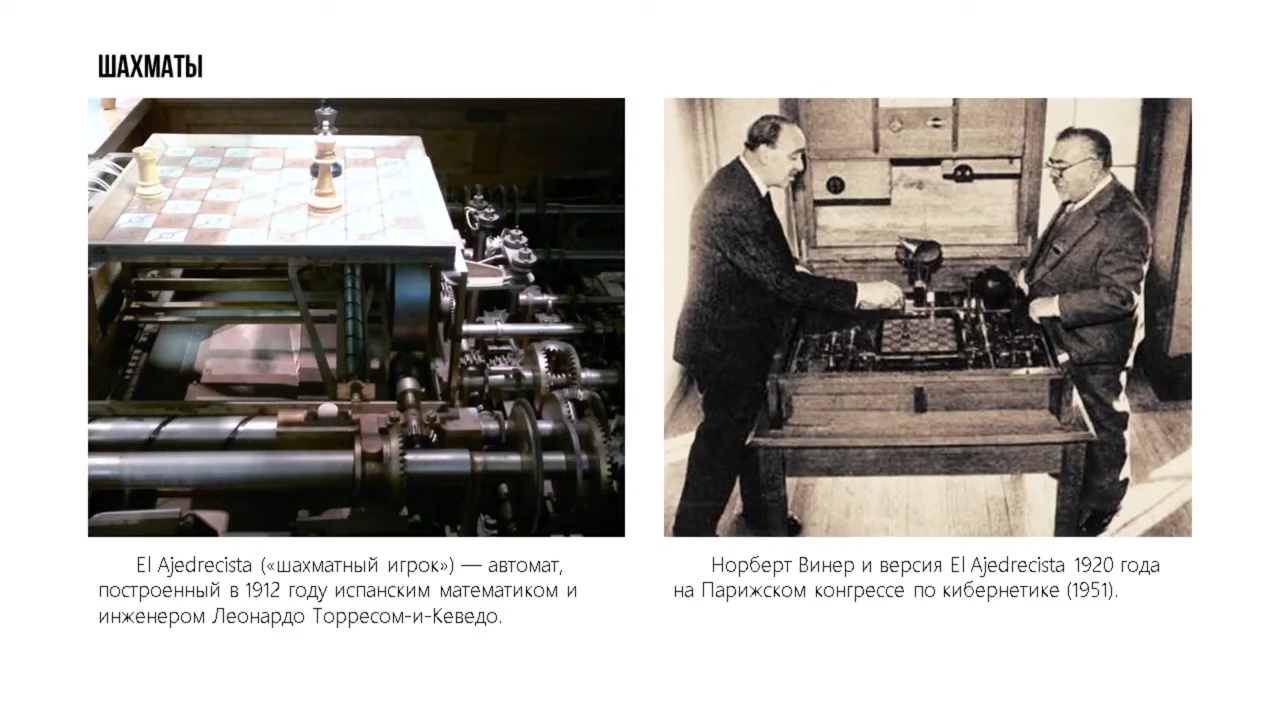 ШАХМАТЫ
El Ajedrecista («шахматный игрок») — автомат,
построенный в 1912 году испанским математиком и
инженером Леонардо Торресом-и-Кеведо.
Норберт Винер и версия El Ajedrecista 1920 года
на Парижском конгрессе по кибернетике (1951).